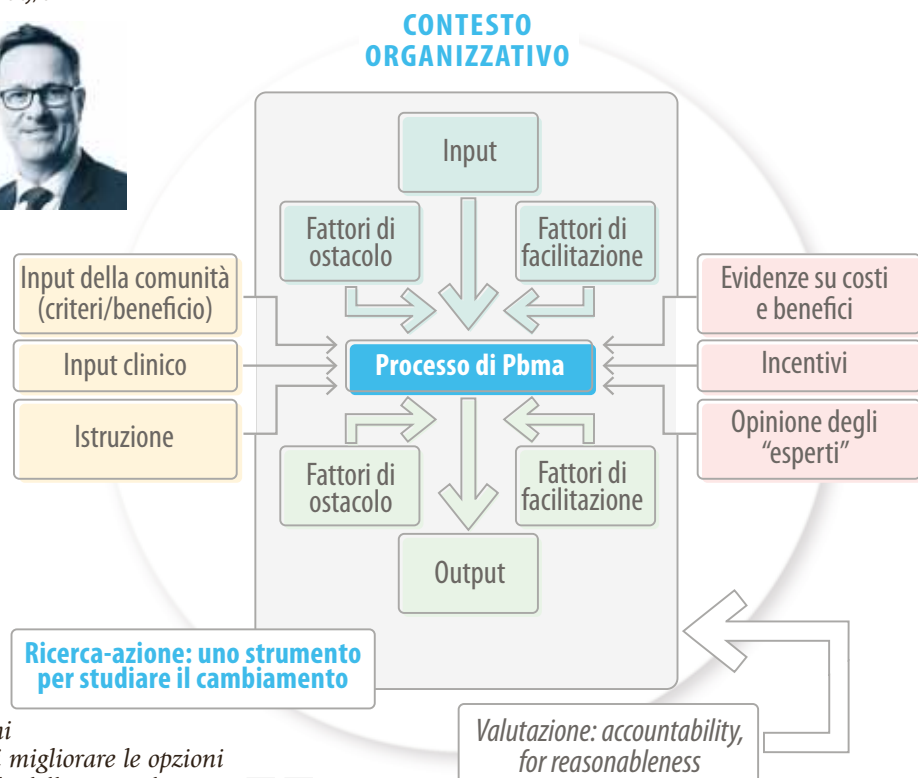 CONTESTO
ORGANIZZATIVO
Input
Fattori di
ostacolo
Fattori di
facilitazione
Input della comunità
(criteri/beneficio)
Input clinico
Istruzione
Processo di Pbma
Evidenze su costi
e benefici
Incentivi
Opinione degli
“esperti”
Fattori di
ostacolo
Fattori di
facilitazione
Output
Ricerca-azione: uno strumento
per studiare il cambiamento
Valutazione: accountability,
for reasonableness
migliorare le opzioni